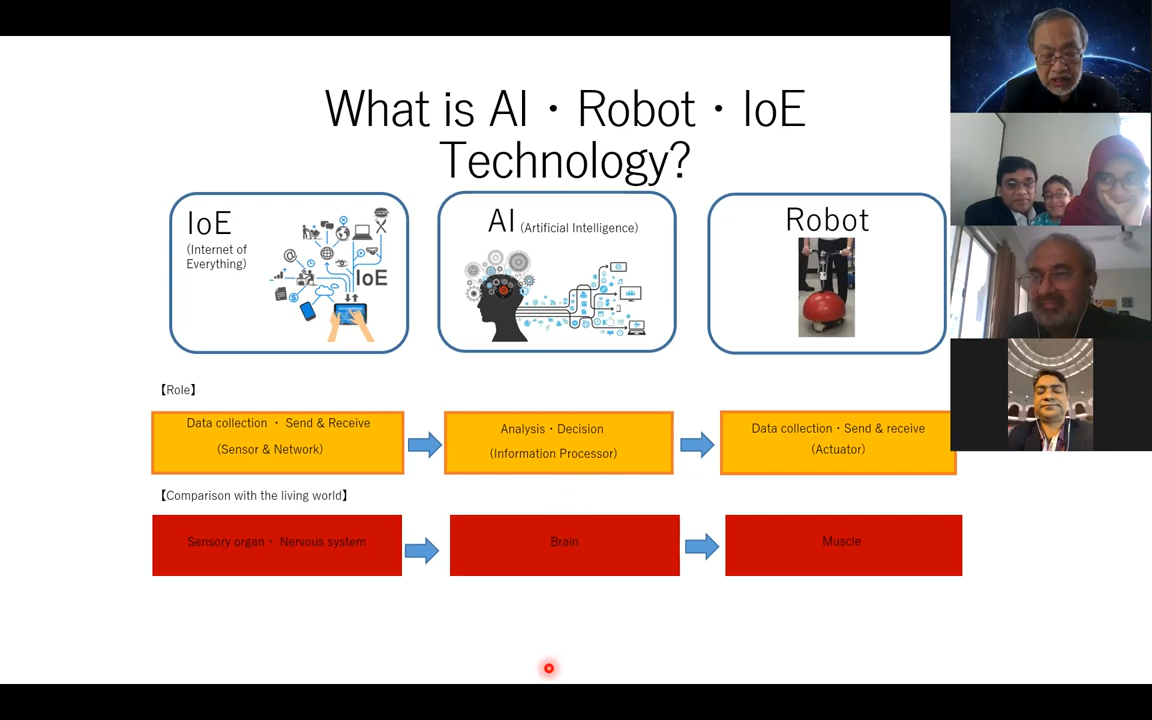 What is AI・Robot・IoE
Technology?
IoE
(Internet of
Everything)
IoE
AI (Artificial Intelligence)
Robot
【Role】
Data collection ・ Send & Receive
(Sensor & Network)
Analysis・Decision
(Information Processor)
Data collection・Send & receive
(Actuator)
【Comparison with the living world】
Sensory organ・ Nervous system
Brain
Muscle